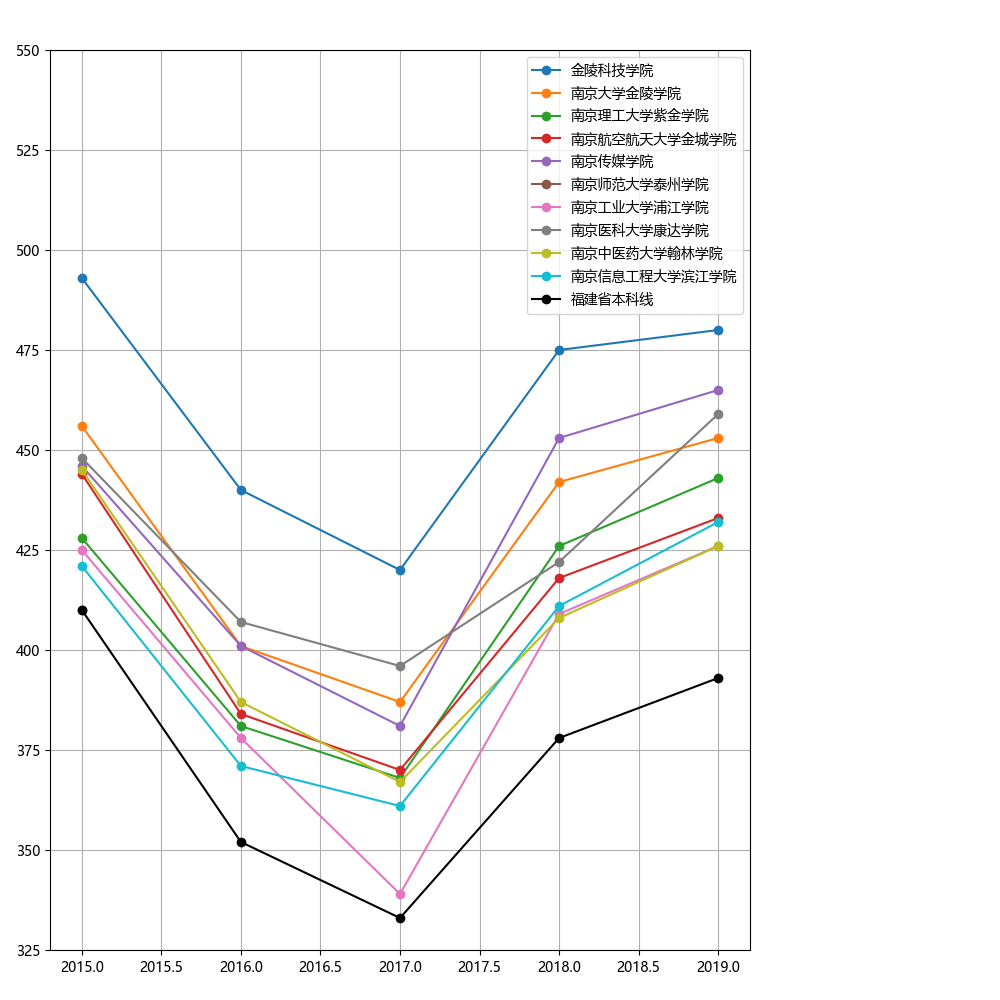 550
525
500
475
450
425
400
375
350
325
2015.0
2015.5
2016.0
2016.5
2017.0
2017.5
2018.0
2018.5
2019.0
金陵科技学院
南京大学金陵学院
南京理工大学紫金学院
南京航空航天大学金城学院
南京传媒学院
南京师范大学泰州学院
南京工业大学浦江学院
南京医科大学康达学院
南京中医药大学翰林学院
南京信息工程大学滨江学院
福建省本科线